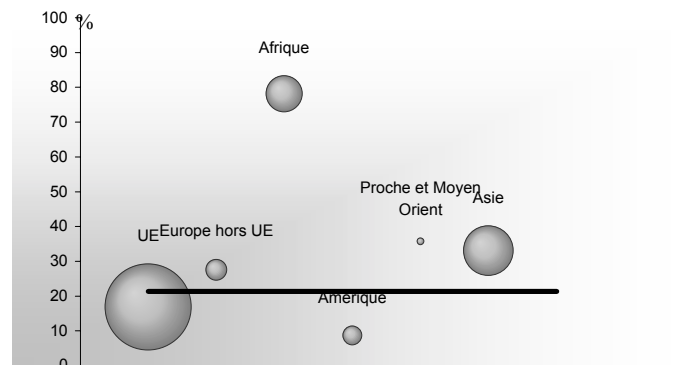 100
%
90
Afrique
80
70
60
50
Proche et Moyen
Asie
Orient
40
UE
Europe hors UE
30
20
Amérique
10
0